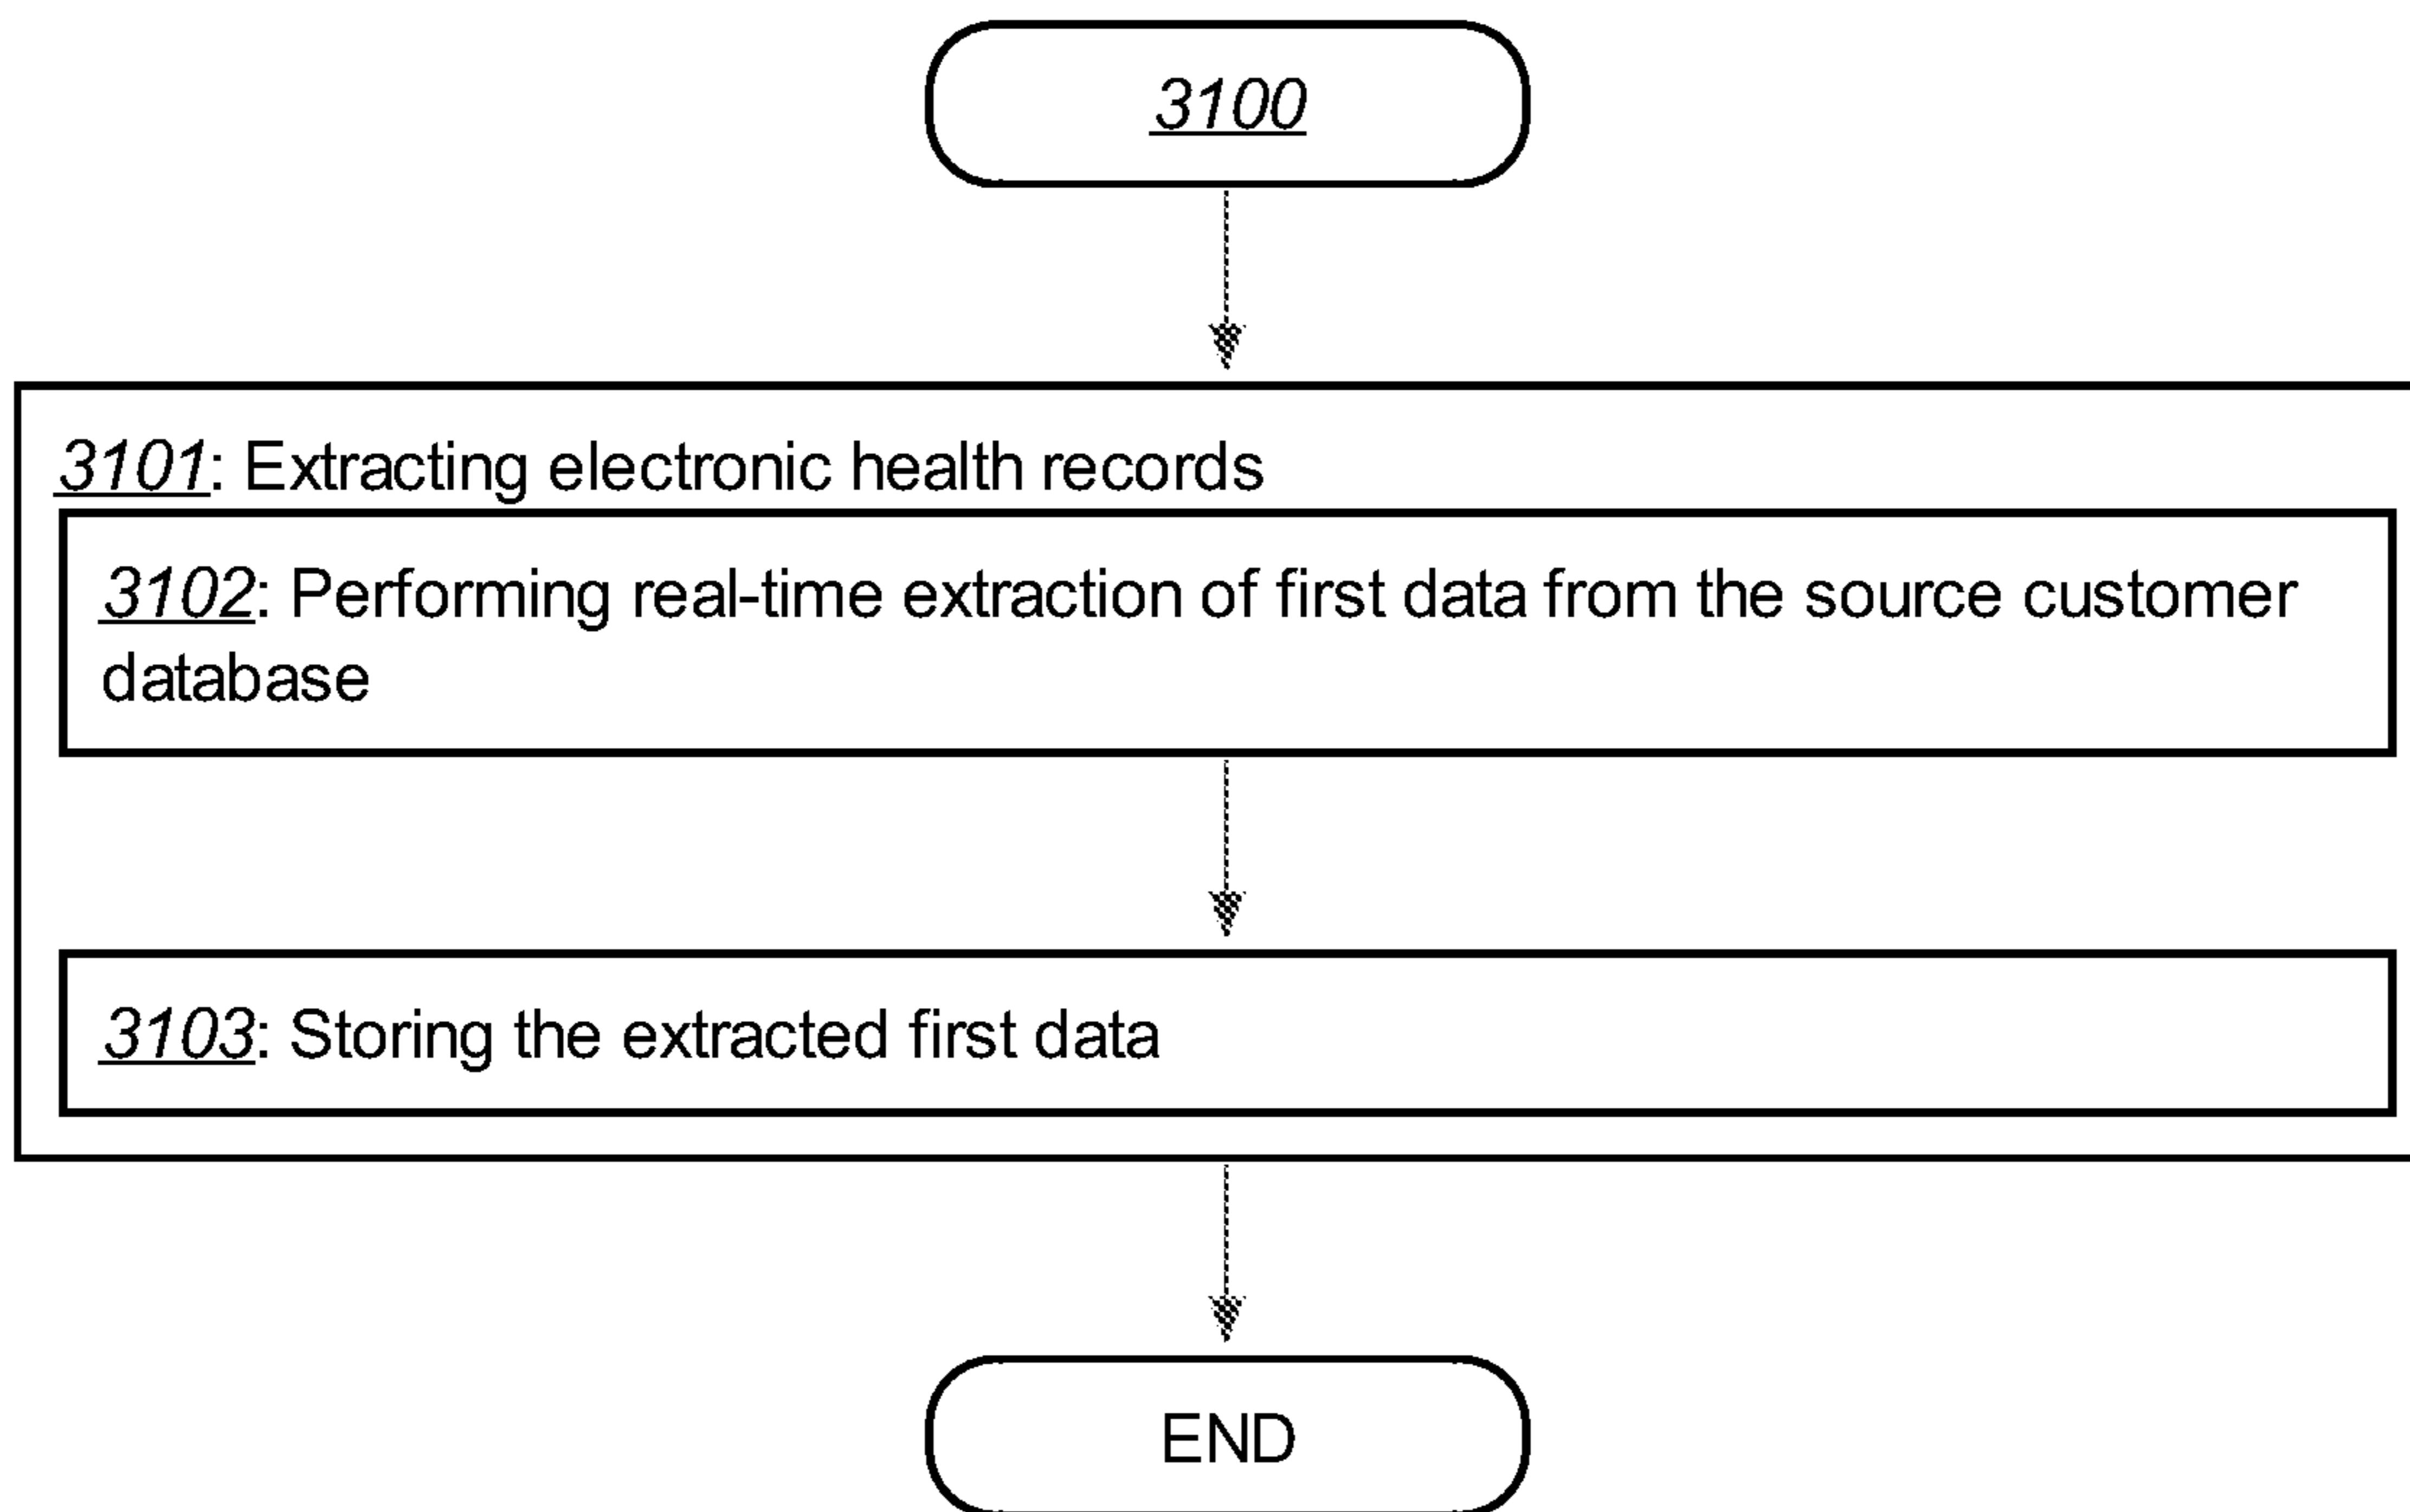 3100
3101: Extracting electronic health records
3102: Performing real-time extraction of first data from the source customer
database
3103: Storing the extracted first data
END